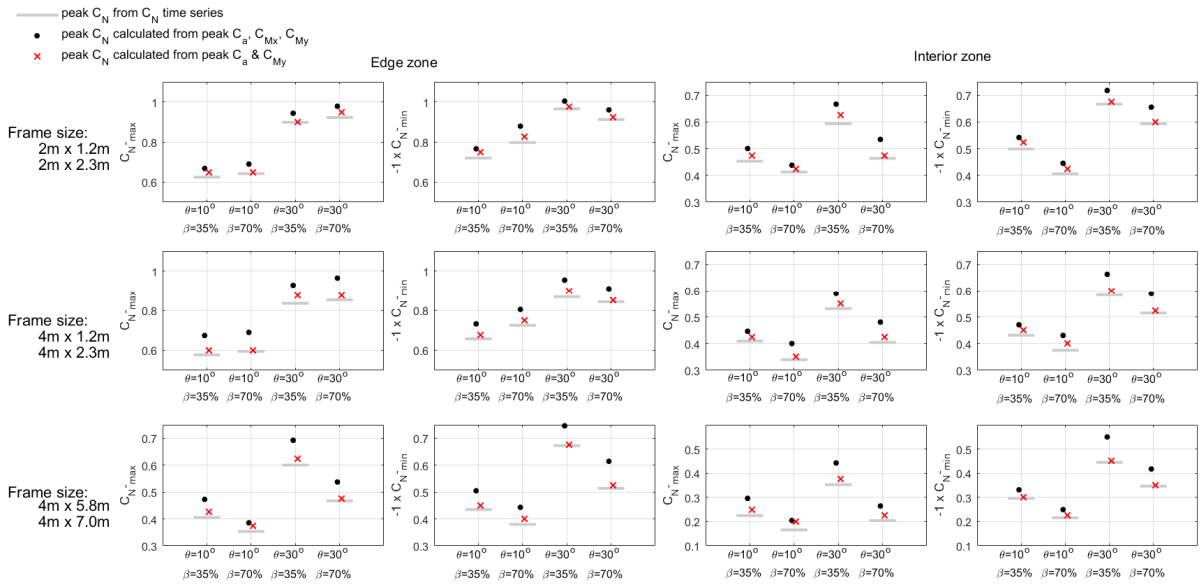 peak C_N from C_N time series
peak C_N calculated from peak C_a, C_Mx, C_My
peak C_N calculated from peak C_a & C_My
Edge zone
Interior zone
Frame size:
2m x 1.2m
2m x 2.3m
C_N-max
1
0.8
0.6
θ=10° θ=10° θ=30° θ=30°
β=35% β=70% β=35% β=70%
-1 x C_N-min
1
0.8
0.6
θ=10° θ=10° θ=30° θ=30°
β=35% β=70% β=35% β=70%
C_N-max
0.7
0.6
0.5
0.4
0.3
θ=10° θ=10° θ=30° θ=30°
β=35% β=70% β=35% β=70%
-1 x C_N-min
0.7
0.6
0.5
0.4
0.3
θ=10° θ=10° θ=30° θ=30°
β=35% β=70% β=35% β=70%
Frame size:
4m x 1.2m
4m x 2.3m
C_N-max
1
0.8
0.6
θ=10° θ=10° θ=30° θ=30°
β=35% β=70% β=35% β=70%
-1 x C_N-min
1
0.8
0.6
θ=10° θ=10° θ=30° θ=30°
β=35% β=70% β=35% β=70%
C_N-max
0.7
0.6
0.5
0.4
0.3
θ=10° θ=10° θ=30° θ=30°
β=35% β=70% β=35% β=70%
-1 x C_N-min
0.7
0.6
0.5
0.4
0.3
θ=10° θ=10° θ=30° θ=30°
β=35% β=70% β=35% β=70%
Frame size:
4m x 5.8m
4m x 7.0m
C_N-max
0.7
0.6
0.5
0.4
0.3
θ=10° θ=10° θ=30° θ=30°
β=35% β=70% β=35% β=70%
-1 x C_N-min
0.7
0.6
0.5
0.4
0.3
θ=10° θ=10° θ=30° θ=30°
β=35% β=70% β=35% β=70%
C_N-max
0.5
0.4
0.3
0.2
0.1
θ=10° θ=10° θ=30° θ=30°
β=35% β=70% β=35% β=70%
-1 x C_N-min
0.5
0.4
0.3
0.2
0.1
θ=10° θ=10° θ=30° θ=30°
β=35% β=70% β=35% β=70%